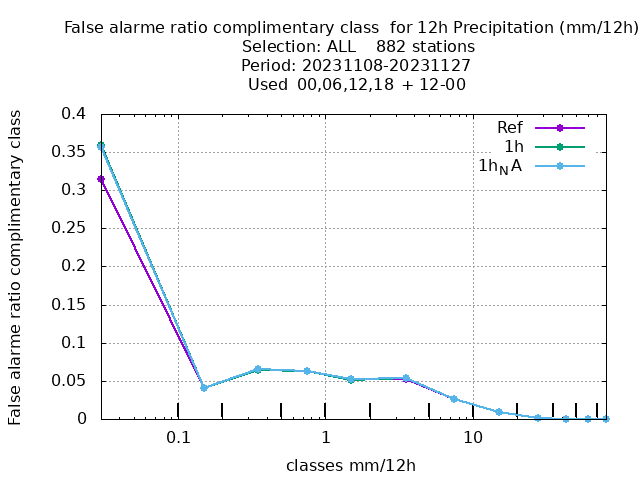 False alarme ratio complimentary class  for 12h Precipitation (mm/12h)
Selection: ALL    882 stations
Period: 20231108-20231127
Used  00,06,12,18  + 12-00
False alarme ratio complimentary class
0.4
0.35
0.3
0.25
0.2
0.15
0.1
0.05
0
Ref
1h
1hNA
0.1
1
10
classes mm/12h